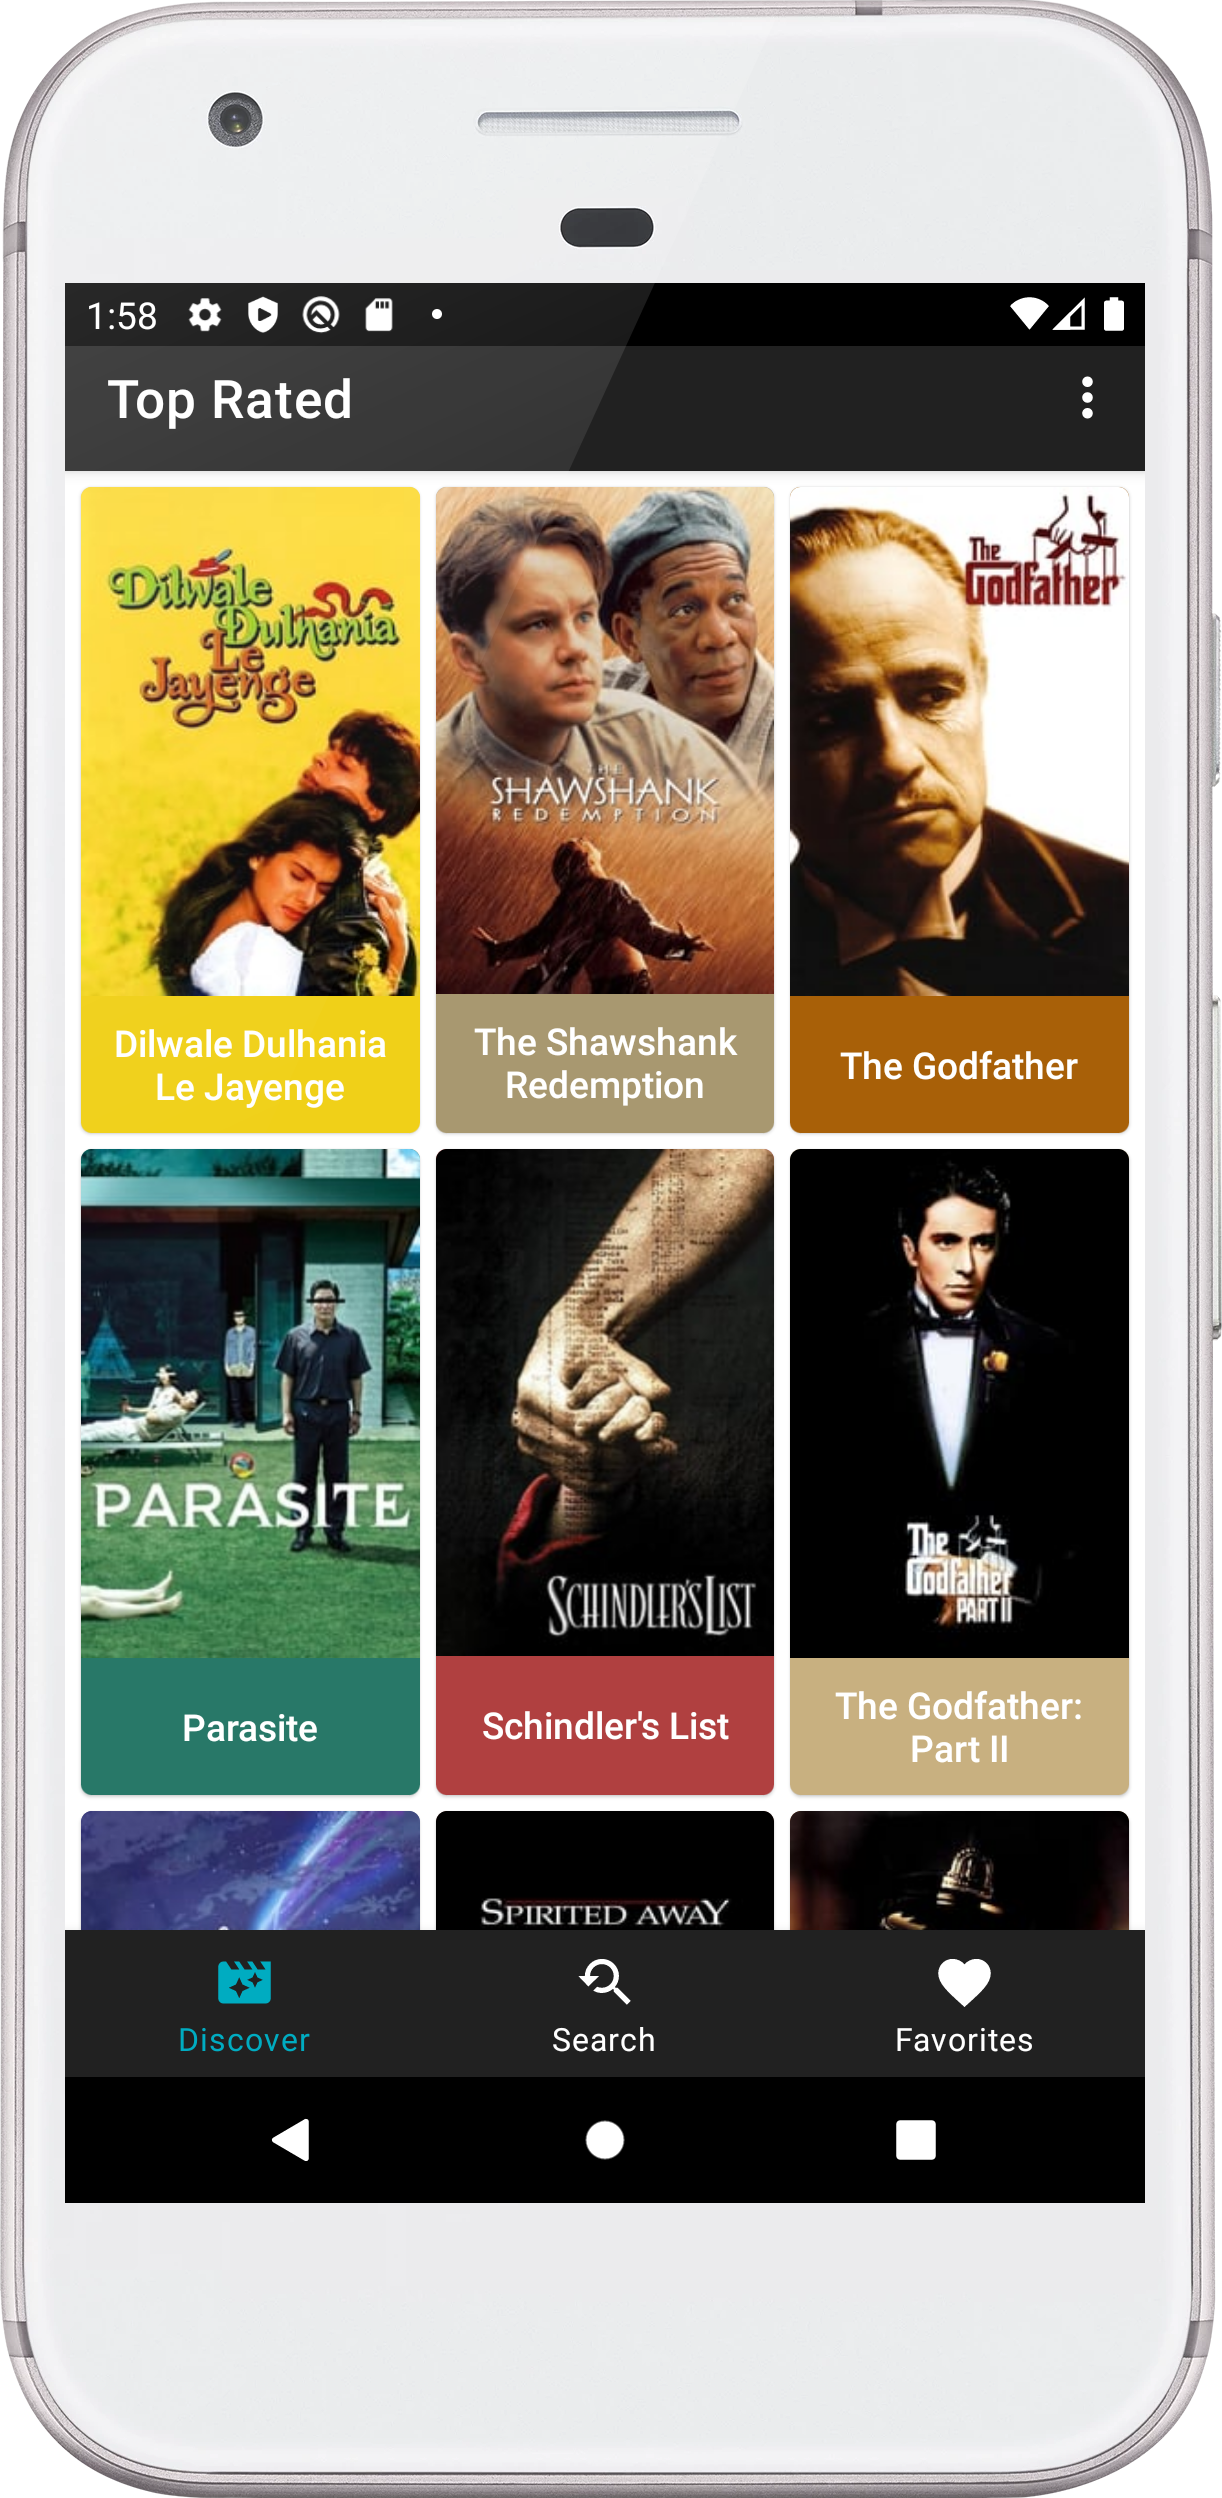 1:58
Top Rated
Dilwale
Dulhania
Le
Jayenge
THE
SHAWSHANK
REDEMPTION
The
Godfather
Dilwale Dulhania
Le Jayenge
The Shawshank
Redemption
The Godfather
PARASITE
SCHINDLER'S LIST
The
Godfather
PART II
Parasite
Schindler's List
The Godfather:
Part II
SPIRITED AWAY
Discover
Search
Favorites